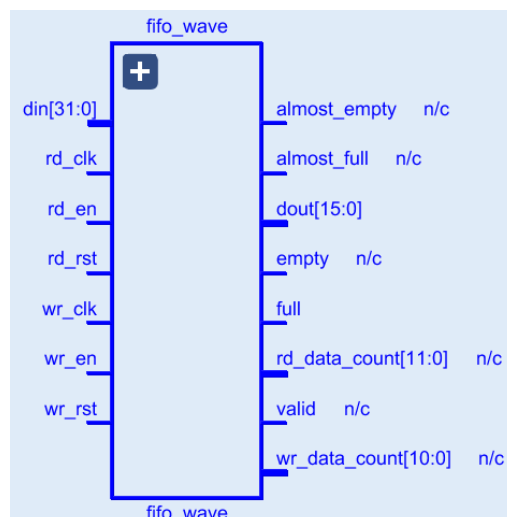 fifo_wave
+
din[31:0]
almost_empty n/c
rd_clk
almost_full n/c
rd_en
dout[15:0]
rd_rst
empty n/c
wr_clk
full
wr_en
rd_data_count[11:0] n/c
wr_rst
valid n/c
wr_data_count[10:0] n/c
fifo_wave